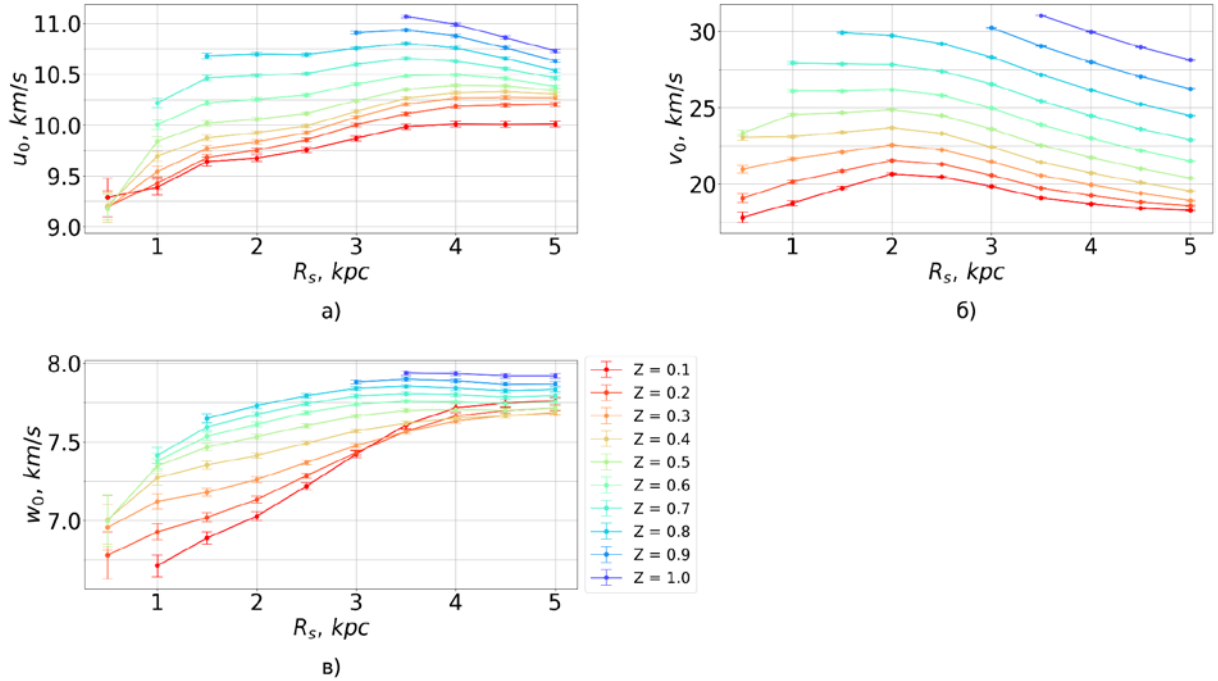 11.0
10.5
10.0
9.5
9.0
u₀, km/s
1 2 3 4 5
R_s, kpc
а)
30
25
20
v₀, km/s
1 2 3 4 5
R_s, kpc
б)
8.0
7.5
7.0
w₀, km/s
1 2 3 4 5
R_s, kpc
в)
Z = 0.1
Z = 0.2
Z = 0.3
Z = 0.4
Z = 0.5
Z = 0.6
Z = 0.7
Z = 0.8
Z = 0.9
Z = 1.0